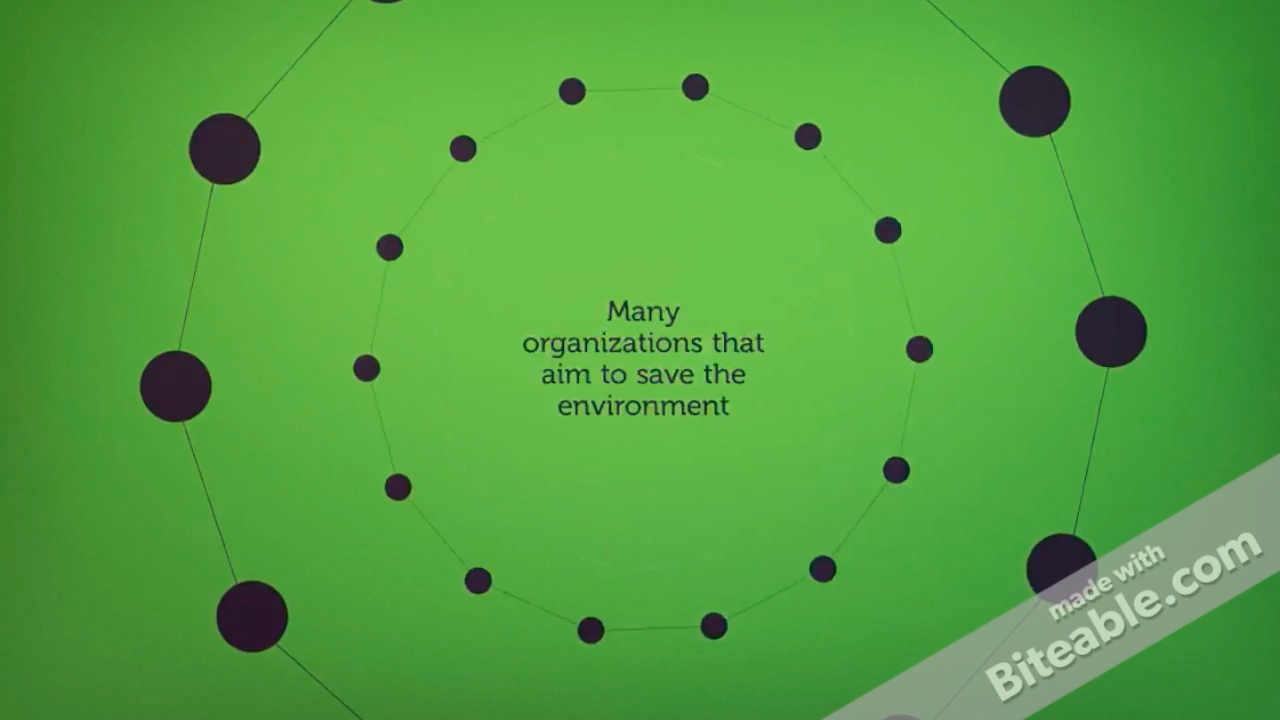 Many
organizations that
aim to save the
environment
made with
Biteable.com